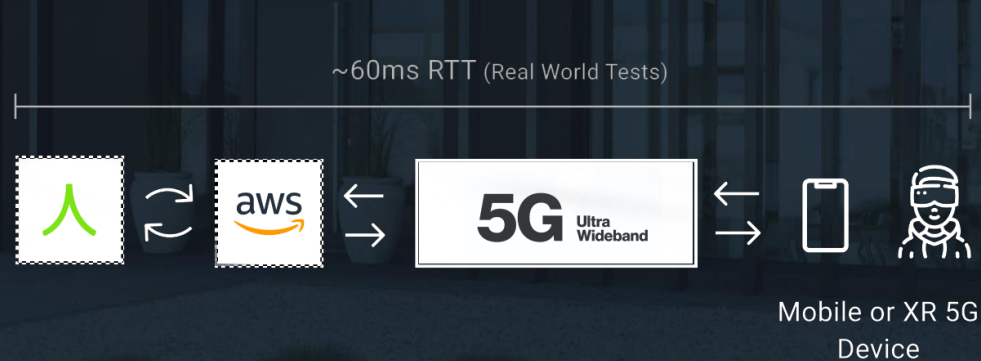 ~60ms RTT (Real World Tests)
aws
5G Ultra
Wideband
Mobile or XR 5G
Device